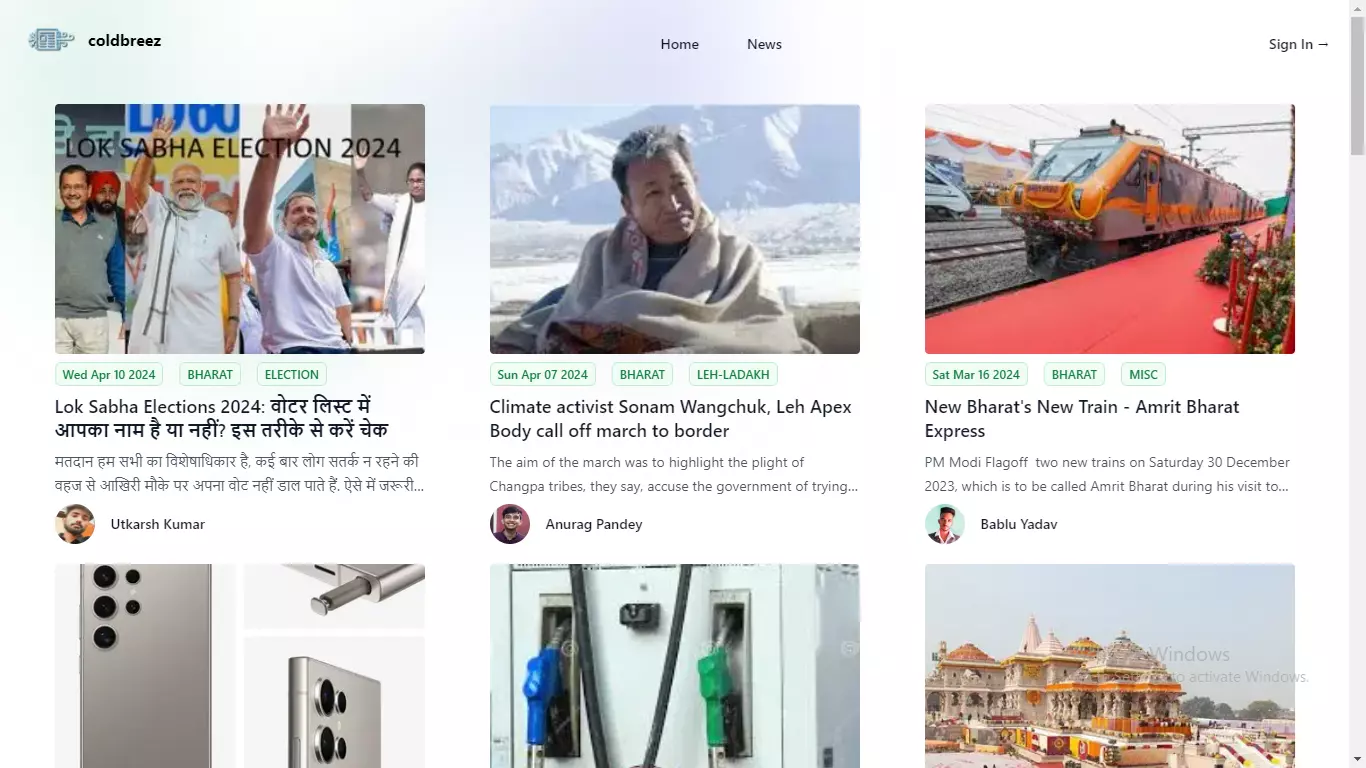 coldbreez
Home
News
Sign In →
LOK SABHA ELECTION 2024
Wed Apr 10 2024
BHARAT
ELECTION
Lok Sabha Elections 2024: वोटर लिस्ट में
आपका नाम है या नहीं? इस तरीके से करें चेक
मतदान हम सभी का विशेषाधिकार है, कई बार लोग सतर्क न रहने की
वहज से आखिरी मौके पर अपना वोट नहीं डाल पाते हैं. ऐसे में जरूरी...
Utkarsh Kumar
Sun Apr 07 2024
BHARAT
LEH-LADAKH
Climate activist Sonam Wangchuk, Leh Apex
Body call off march to border
The aim of the march was to highlight the plight of
Changpa tribes, they say, accuse the government of trying...
Anurag Pandey
Sat Mar 16 2024
BHARAT
MISC
New Bharat's New Train - Amrit Bharat
Express
PM Modi Flagoff two new trains on Saturday 30 December
2023, which is to be called Amrit Bharat during his visit to...
Bablu Yadav
Windows
to activate Windows.